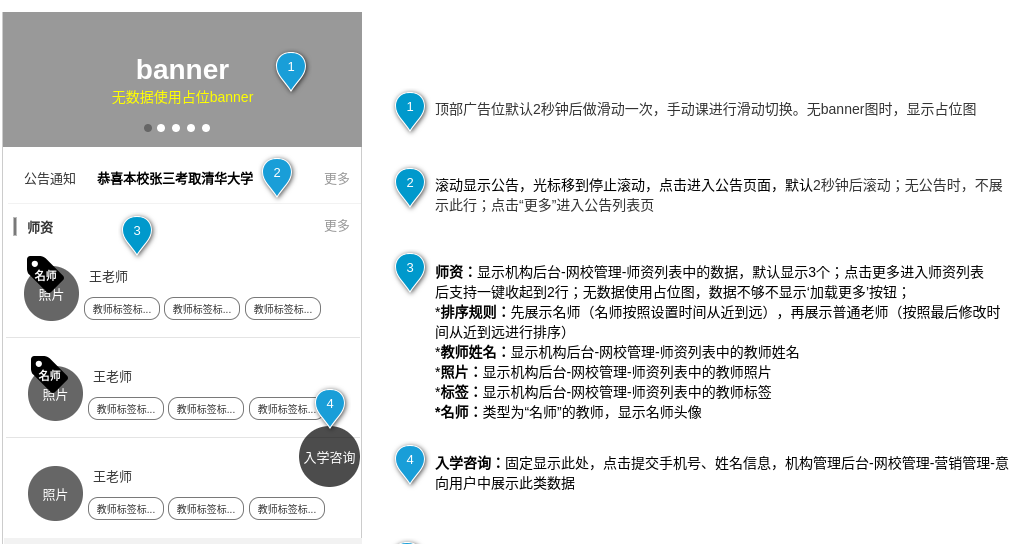 banner
无数据使用占位banner
1
公告通知
恭喜本校张三考取清华大学
2
更多
师资
3
更多
名师
照片
王老师
教师标签标...
教师标签标...
教师标签标...
名师
照片
王老师
教师标签标...
教师标签标...
教师标签标...
4
入学咨询
照片
王老师
教师标签标...
教师标签标...
教师标签标...
1
顶部广告位默认2秒钟后做滑动一次，手动课进行滑动切换。无banner图时，显示占位图
2
滚动显示公告，光标移到停止滚动，点击进入公告页面，默认2秒钟后滚动；无公告时，不展
示此行；点击“更多”进入公告列表页
3
师资：显示机构后台-网校管理-师资列表中的数据，默认显示3个；点击更多进入师资列表
后支持一键收起到2行；无数据使用占位图，数据不够不显示‘加载更多’按钮；
*排序规则：先展示名师（名师按照设置时间从近到远），再展示普通老师（按照最后修改时
间从近到远进行排序）
*教师姓名：显示机构后台-网校管理-师资列表中的教师姓名
*照片：显示机构后台-网校管理-师资列表中的教师照片
*标签：显示机构后台-网校管理-师资列表中的教师标签
*名师：类型为“名师”的教师，显示名师头像
4
入学咨询：固定显示此处，点击提交手机号、姓名信息，机构管理后台-网校管理-营销管理-意
向用户中展示此类数据